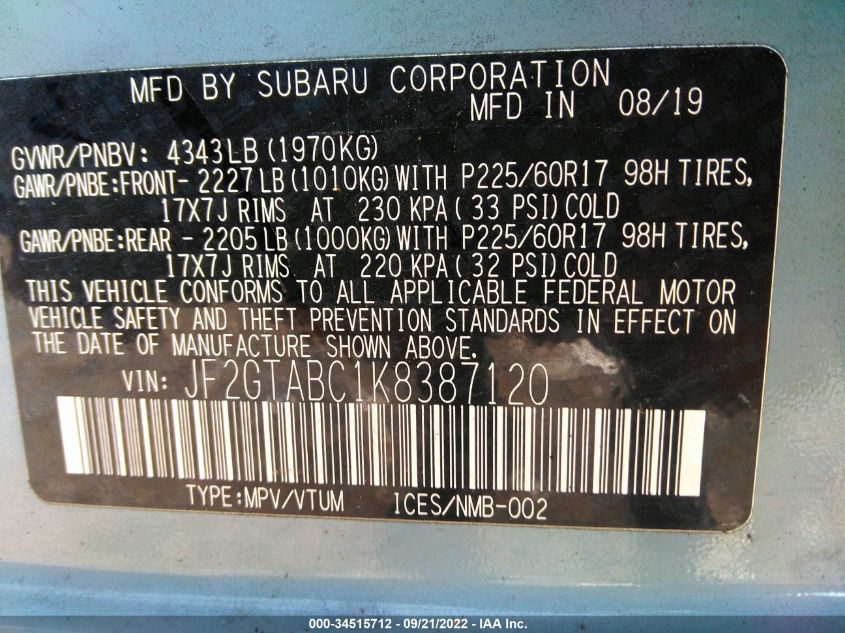 MFD BY SUBARU CORPORATION
MFD IN 08/19
GVWR/PNBV: 4343LB (1970KG)
GAWR/PNBE:FRONT- 2227LB (1010KG) WITH P225/60R17 98H TIRES,
17X7J RIMS AT 230 KPA ( 33 PSI) COLD
GAWR/PNBE:REAR - 2205LB (1000KG) WITH P225/60R17 98H TIRES,
17X7J RIMS AT 220 KPA ( 32 PSI) COLD
THIS VEHICLE CONFORMS TO ALL APPLICABLE FEDERAL MOTOR
VEHICLE SAFETY AND THEFT PREVENTION STANDARDS IN EFFECT ON
THE DATE OF MANUFACTURE SHOWN ABOVE.
VIN: JF2GTABC1K8387120
TYPE:MPV/VTUM ICES/NMB-002
000-34515712 - 09/21/2022 - IAA Inc.